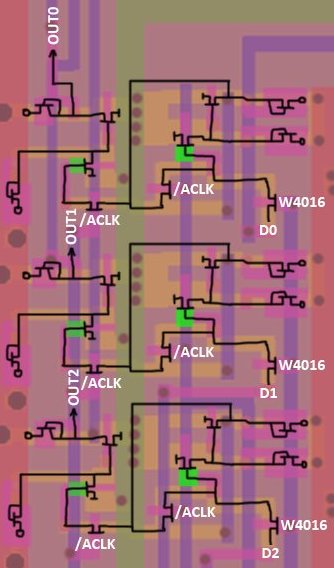 OUT0
/ACLK
W4016
/ACLK
D0
OUT1
/ACLK
W4016
/ACLK
D1
OUT2
/ACLK
W4016
/ACLK
D2